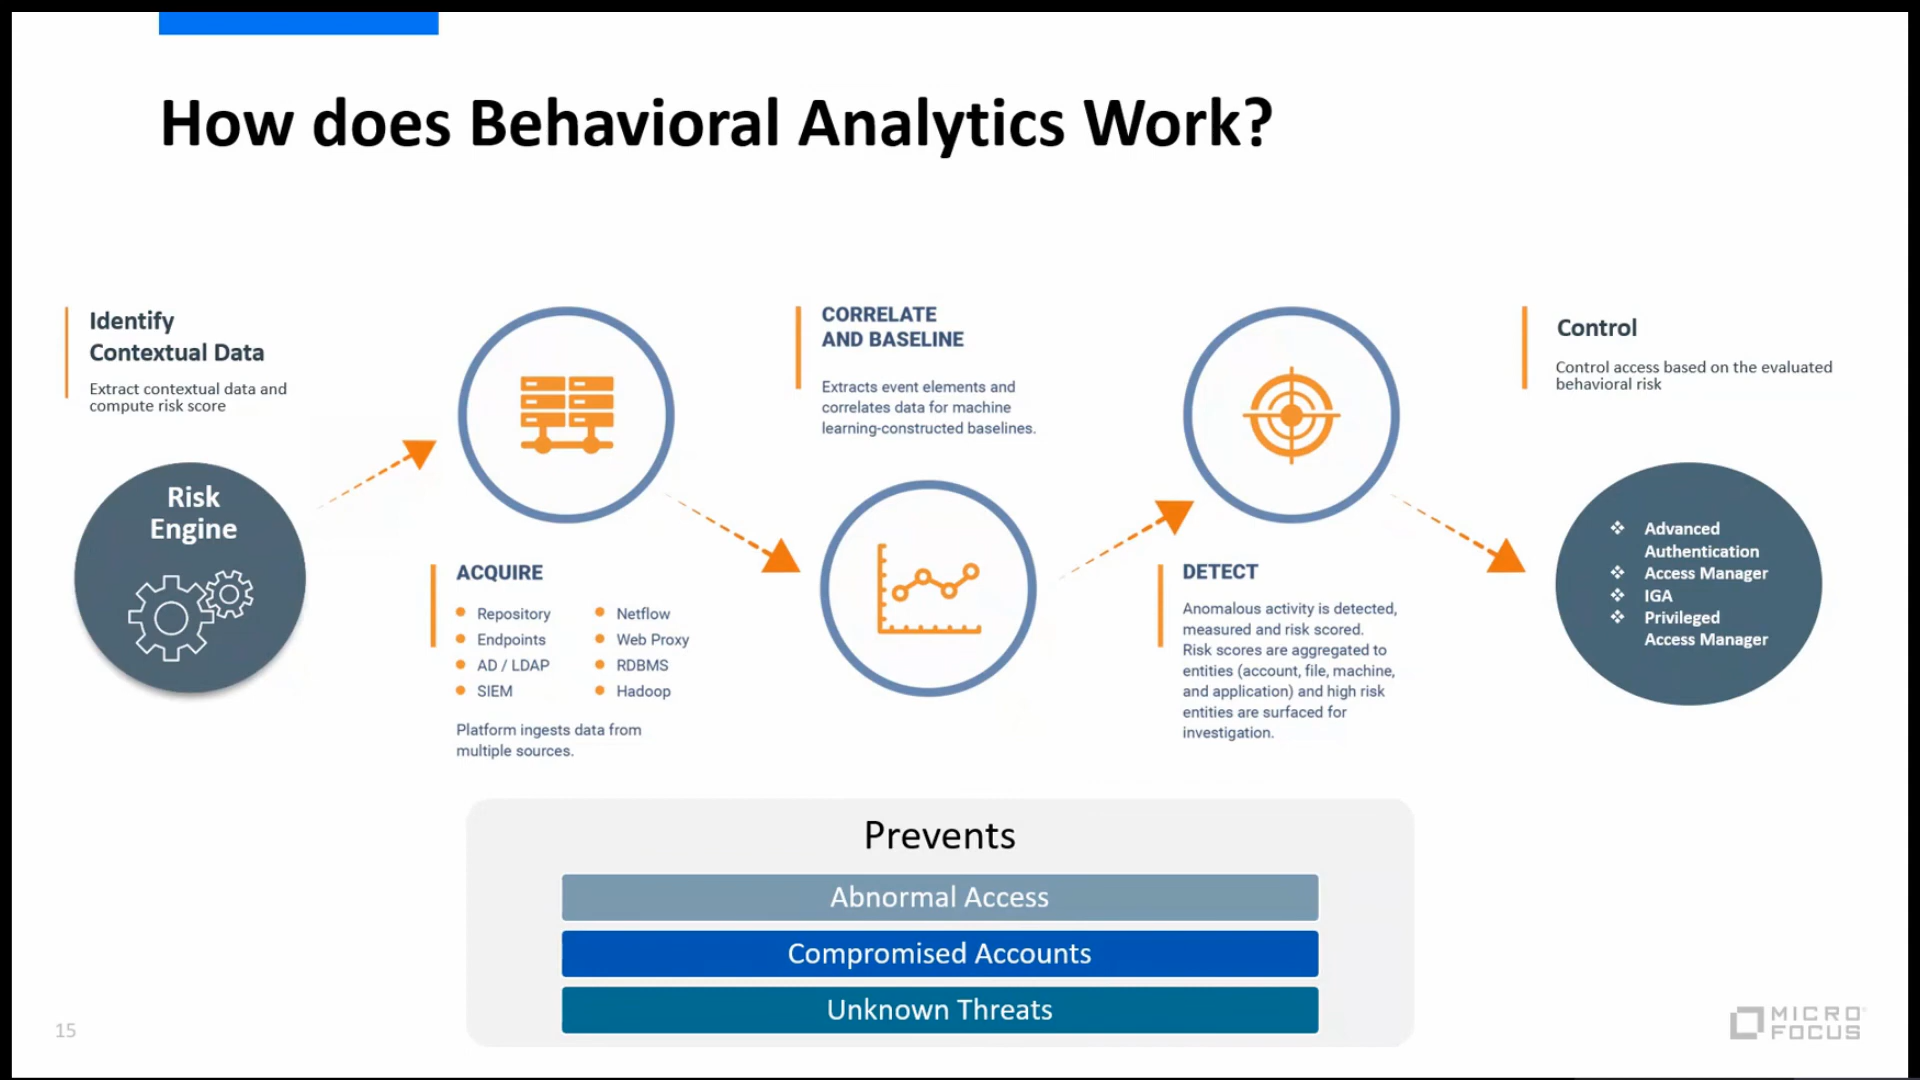 How does Behavioral Analytics Work?
Identify
Contextual Data
Extract contextual data and
compute risk score
Risk
Engine
ACQUIRE
Repository
Endpoints
AD / LDAP
SIEM
Netflow
Web Proxy
RDBMS
Hadoop
Platform ingests data from
multiple sources.
CORRELATE
AND BASELINE
Extracts event elements and
correlates data for machine
learning-constructed baselines.
DETECT
Anomalous activity is detected,
measured and risk scored.
Risk scores are aggregated to
entities (account, file, machine,
and application) and high risk
entities are surfaced for
investigation.
Control
Control access based on the evaluated
behavioral risk
Advanced
Authentication
Access Manager
IGA
Privileged
Access Manager
Prevents
Abnormal Access
Compromised Accounts
Unknown Threats
15
MICRO
FOCUS